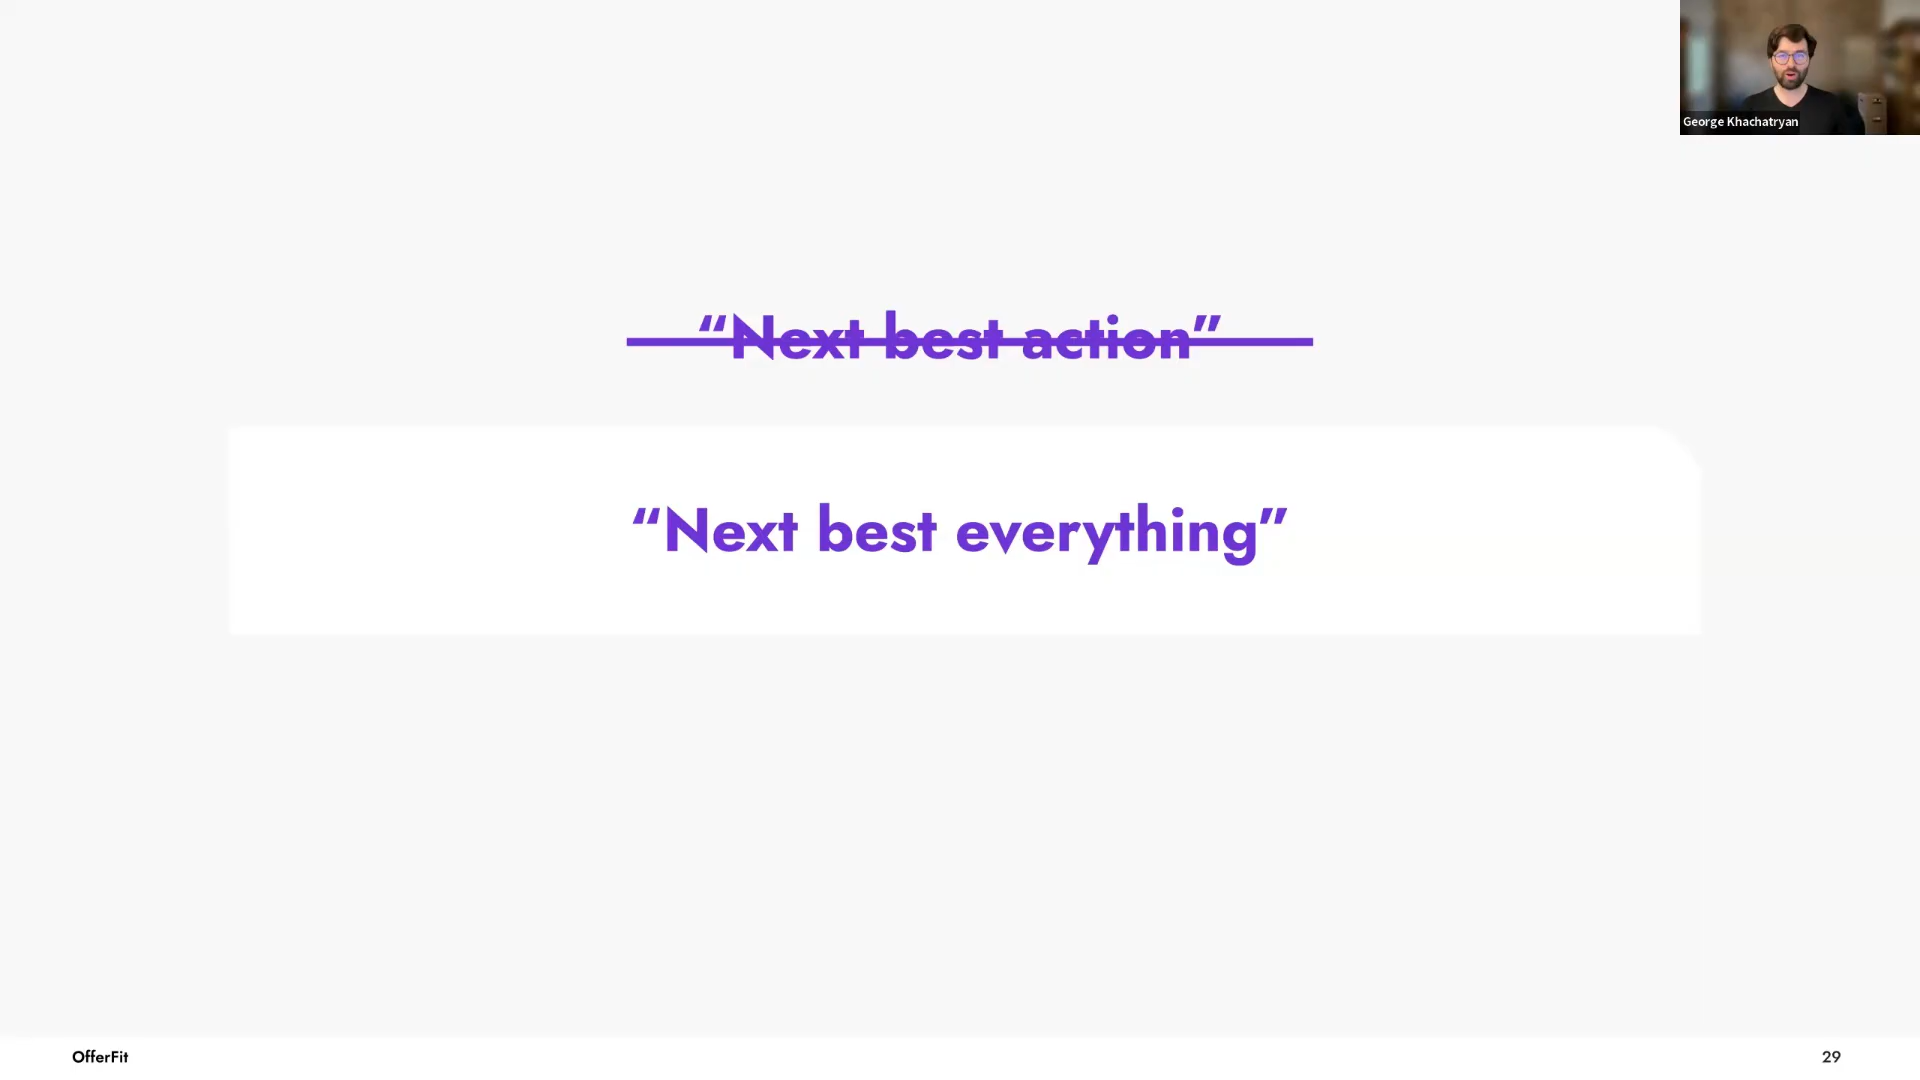 George Khachatryan
“Next best action”
“Next best everything”
OfferFit
29